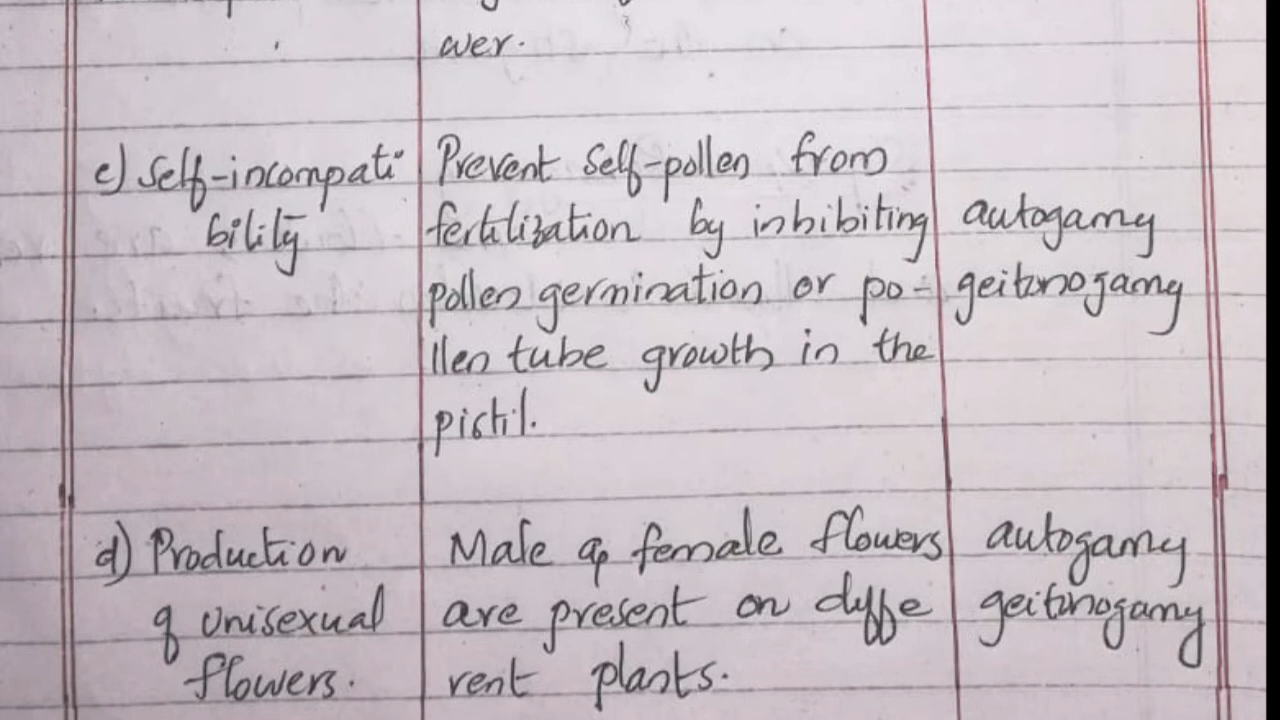 wer.
c) Self-incompati
bility
Prevent self-pollen from
fertilization by inhibiting
pollen germination or po-
llen tube growth in the
pistil.
autogamy
geitonogamy
d) Production
of unisexual
flowers.
Male & female flowers
are present on diffe
rent plants.
autogamy
geitonogamy